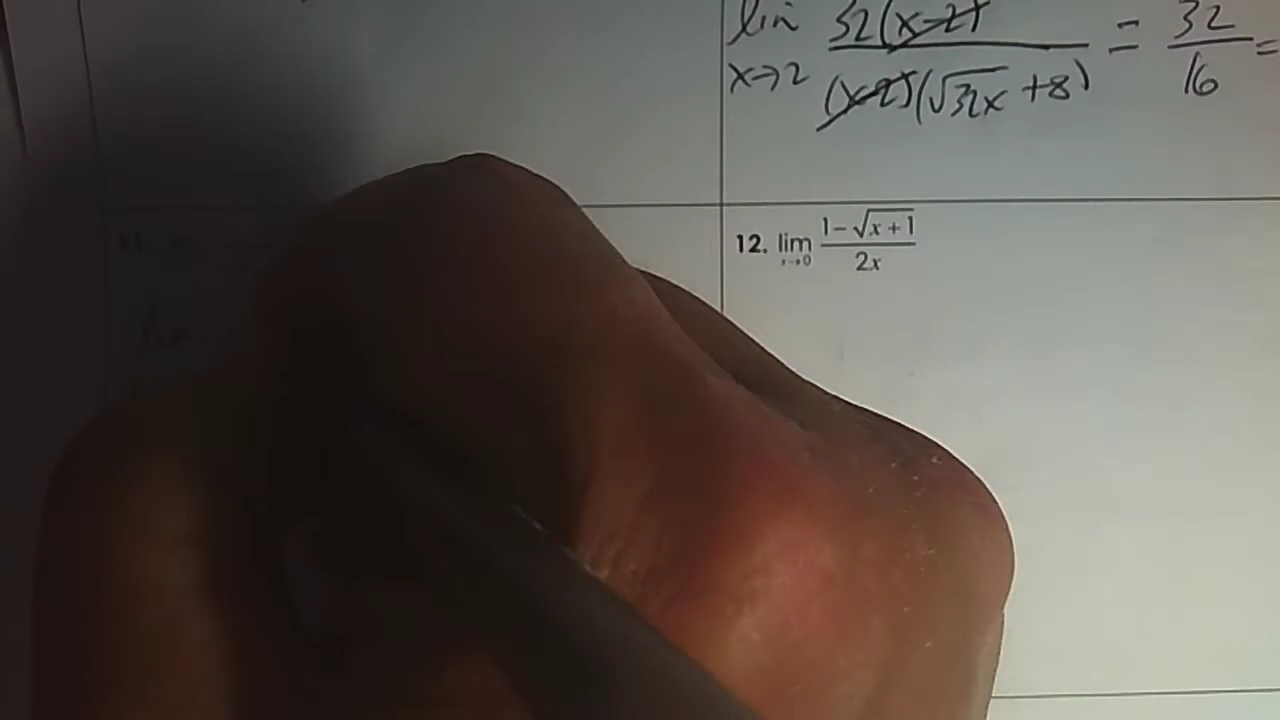 lim 32(x-2) / (x-2)(√32x +8) = 32/16 =
x→2
12. lim 1-√x+1 / 2x
x→0